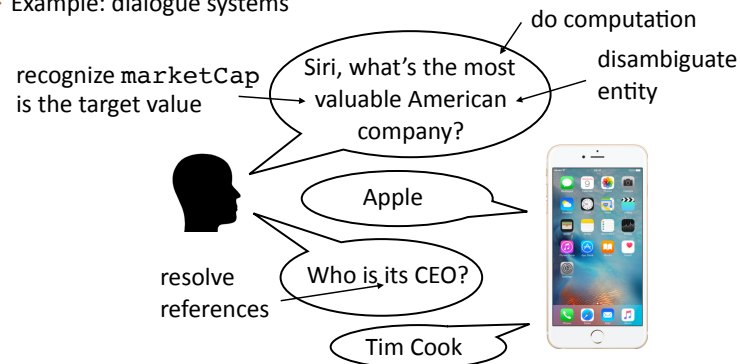 Example: dialogue systems
do computation
recognize marketCap
is the target value
Siri, what's the most
valuable American
company?
disambiguate
entity
Apple
resolve
references
Who is its CEO?
Tim Cook